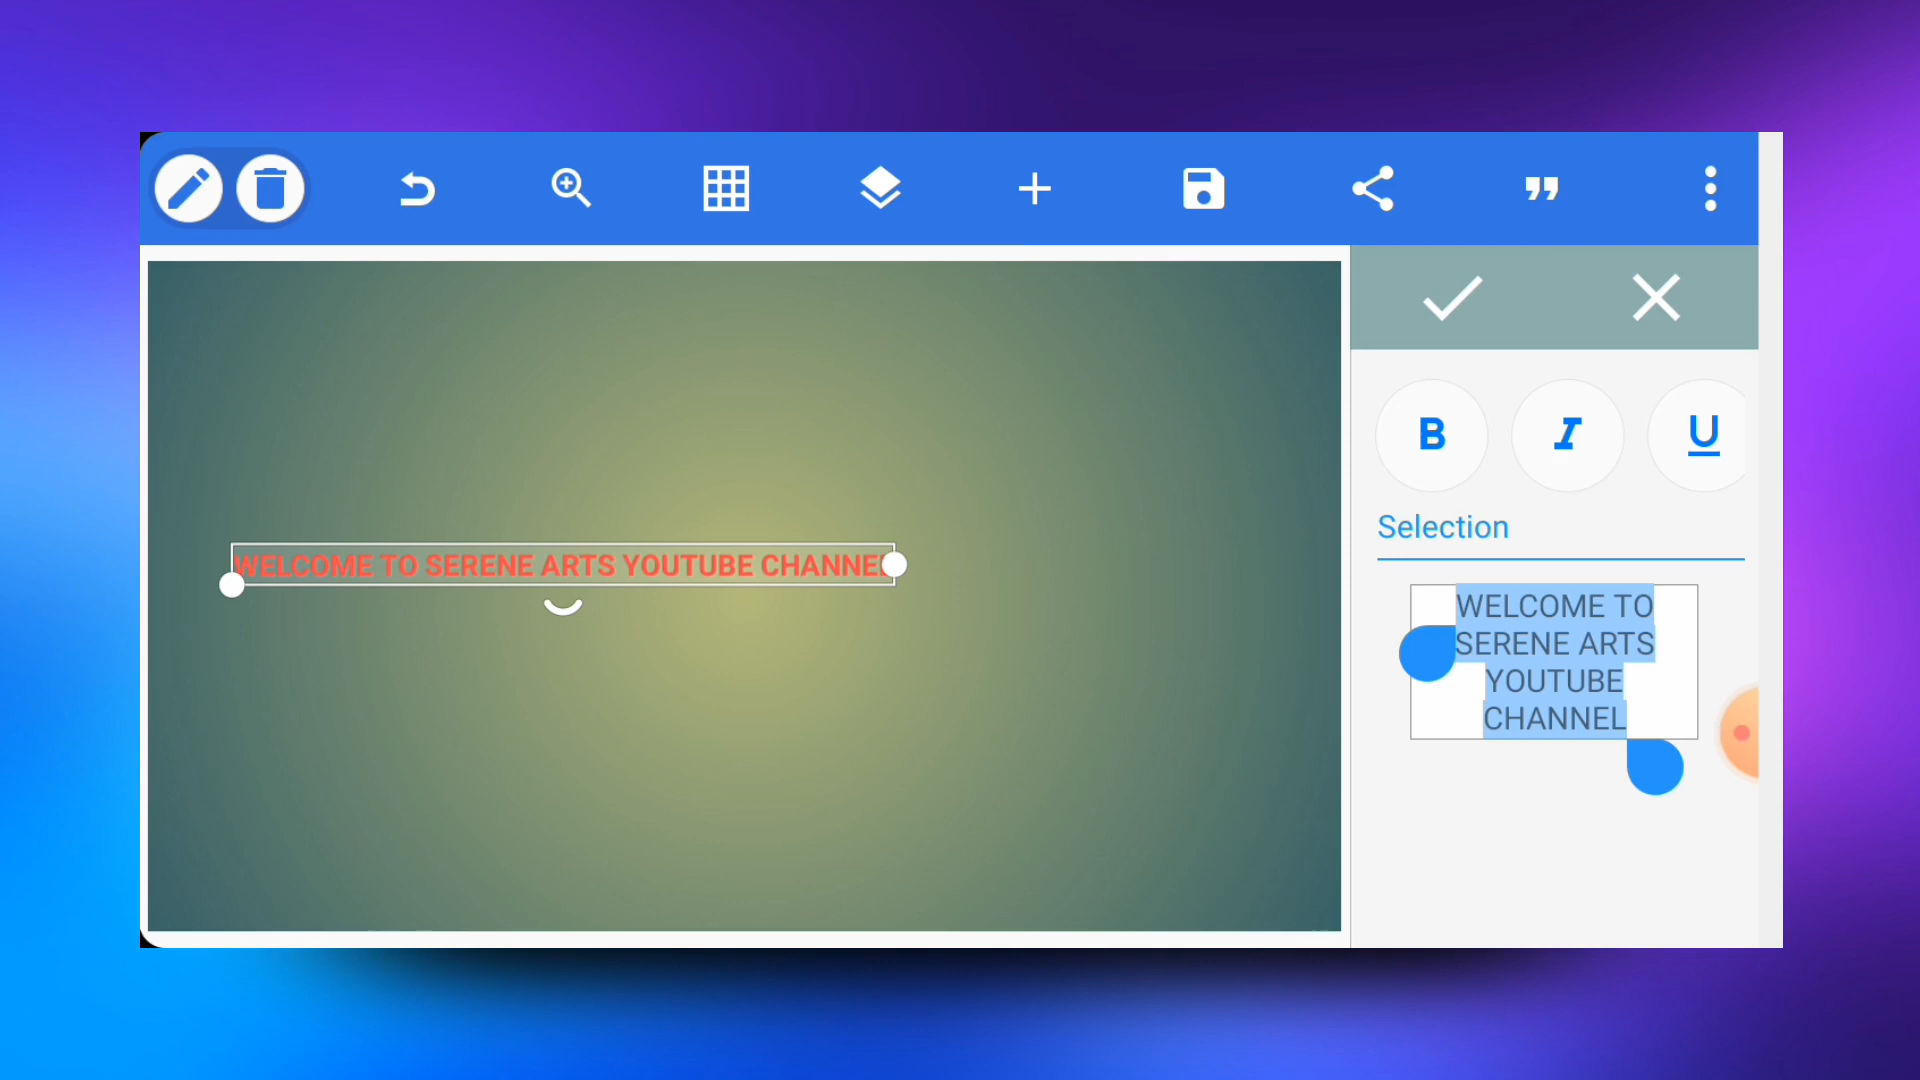 WELCOME TO SERENE ARTS YOUTUBE CHANNEL
B I U
Selection
WELCOME TO
SERENE ARTS
YOUTUBE
CHANNEL